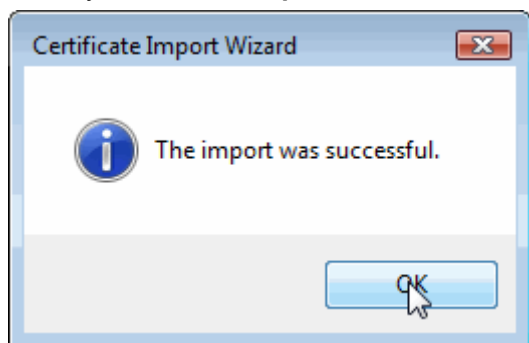 Certificate Import Wizard
The import was successful.
OK